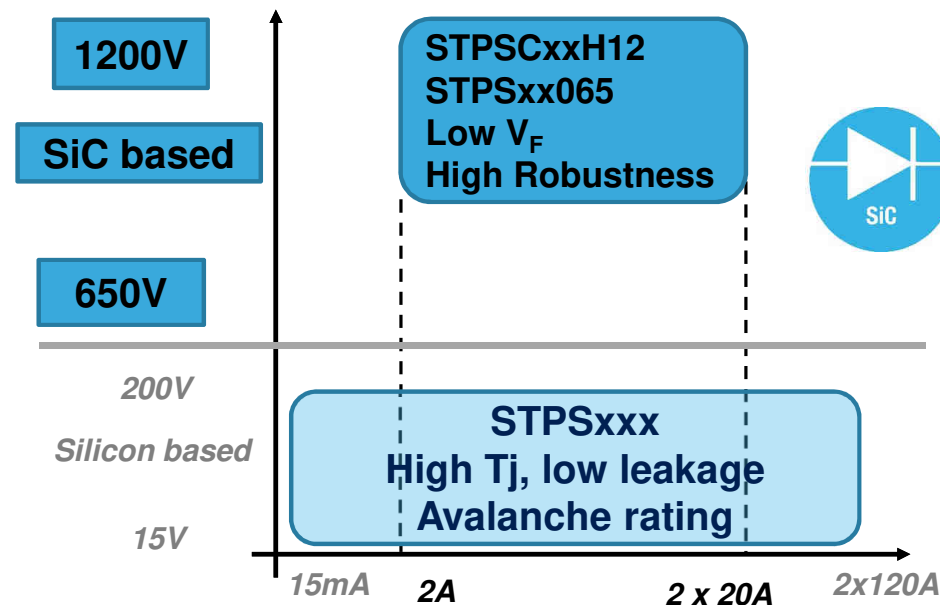 1200V
SiC based
650V
STPSCxxH12
STPSxx065
Low VF
High Robustness
SiC
200V
Silicon based
15V
STPSxxx
High Tj, low leakage
Avalanche rating
15mA
2A
2 x 20A
2x120A